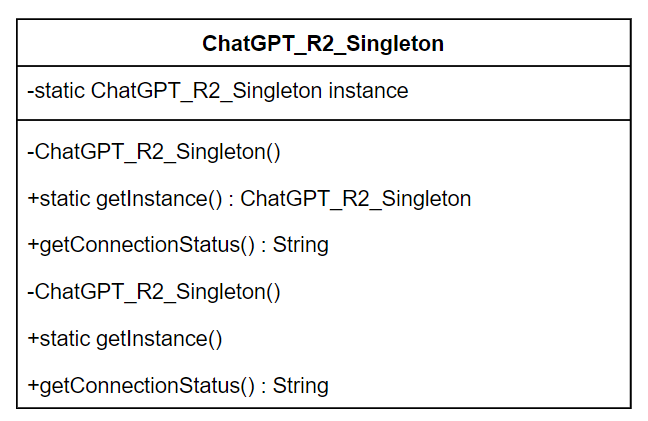 ChatGPT_R2_Singleton
-static ChatGPT_R2_Singleton instance
-ChatGPT_R2_Singleton()
+static getInstance() : ChatGPT_R2_Singleton
+getConnectionStatus() : String
-ChatGPT_R2_Singleton()
+static getInstance()
+getConnectionStatus() : String